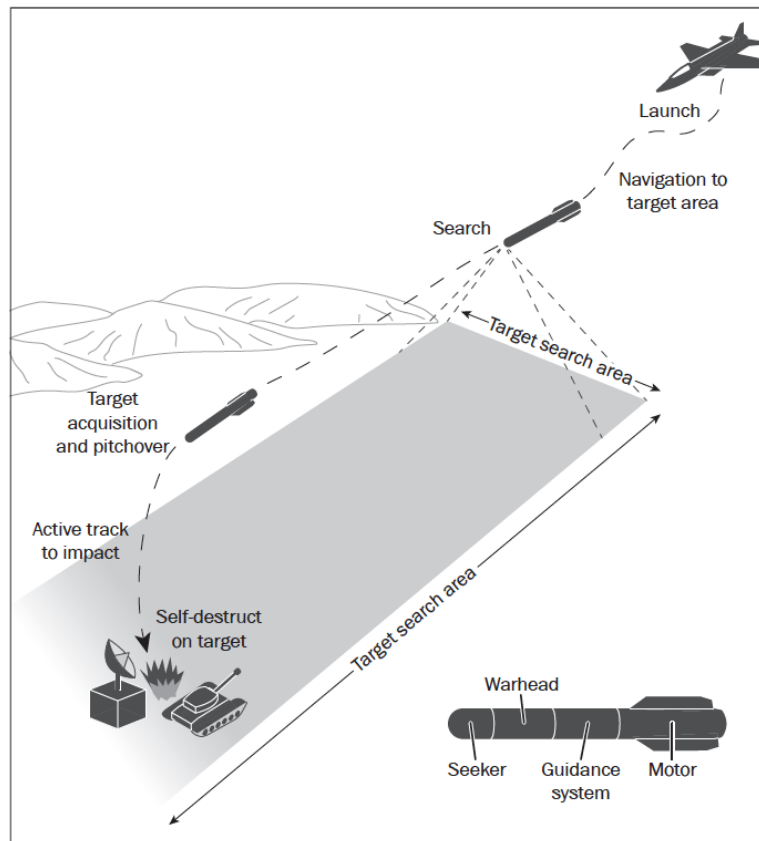 Launch
Navigation to
target area
Search
Target search area
Target
acquisition
and pitchover
Active track
to impact
Target search area
Self-destruct
on target
Warhead
Seeker
Guidance
system
Motor